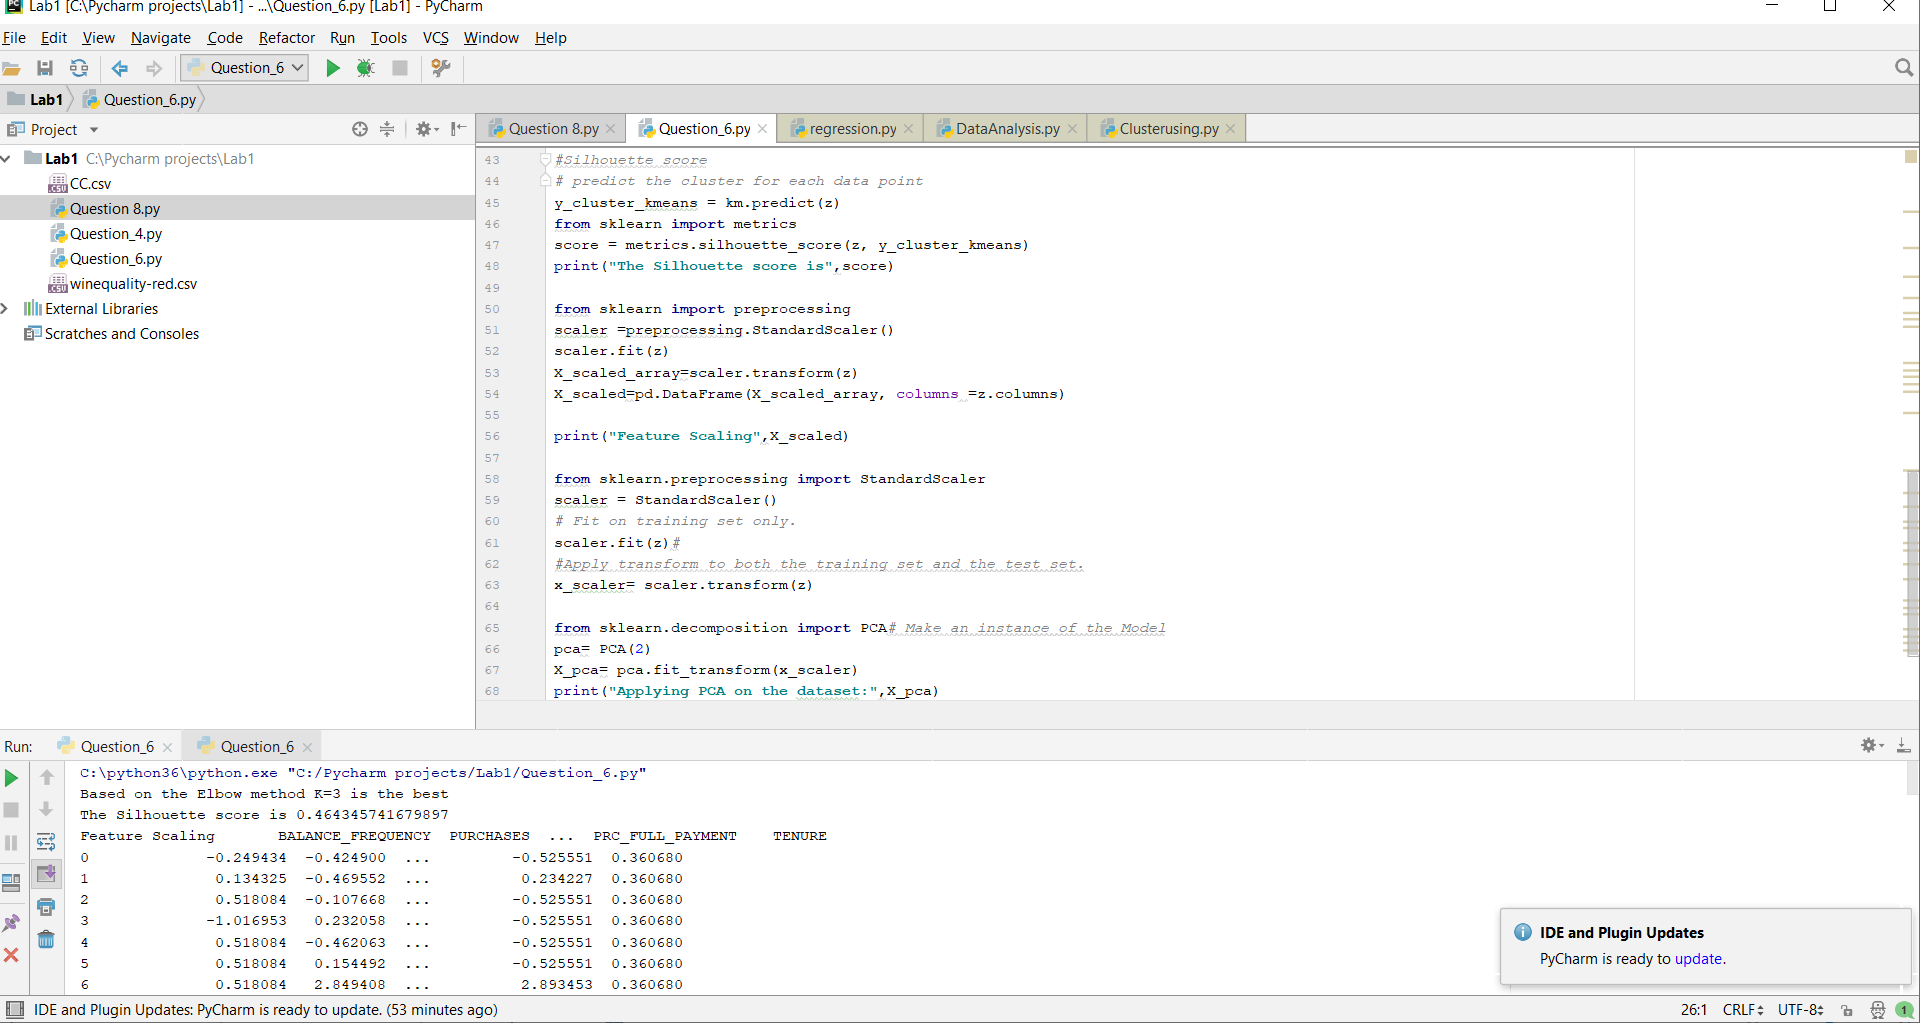 Lab1 [C:\Pycharm projects\Lab1] - ...\Question_6.py [Lab1] - PyCharm
File Edit View Navigate Code Refactor Run Tools VCS Window Help
Question_6
Lab1 Question_6.py
Project
Question 8.py Question_6.py regression.py DataAnalysis.py Clusterusing.py
Lab1 C:\Pycharm projects\Lab1
CC.csv
Question 8.py
Question_4.py
Question_6.py
winequality-red.csv
External Libraries
Scratches and Consoles
43 #Silhouette score
44 # predict the cluster for each data point
45 y_cluster_kmeans = km.predict(z)
46 from sklearn import metrics
47 score = metrics.silhouette_score(z, y_cluster_kmeans)
48 print("The Silhouette score is",score)
49
50 from sklearn import preprocessing
51 scaler =preprocessing.StandardScaler()
52 scaler.fit(z)
53 X_scaled_array=scaler.transform(z)
54 X_scaled=pd.DataFrame(X_scaled_array, columns =z.columns)
55
56 print("Feature Scaling",X_scaled)
57
58 from sklearn.preprocessing import StandardScaler
59 scaler = StandardScaler()
60 # Fit on training set only.
61 scaler.fit(z)#
62 #Apply transform to both the training set and the test set.
63 x_scaler= scaler.transform(z)
64
65 from sklearn.decomposition import PCA# Make an instance of the Model
66 pca= PCA(2)
67 X_pca= pca.fit_transform(x_scaler)
68 print("Applying PCA on the dataset:",X_pca)
Run: Question_6 Question_6
C:\python36\python.exe "C:/Pycharm projects/Lab1/Question_6.py"
Based on the Elbow method K=3 is the best
The Silhouette score is 0.464345741679897
Feature Scaling BALANCE_FREQUENCY PURCHASES ... PRC_FULL_PAYMENT TENURE
0 -0.249434 -0.424900 ... -0.525551 0.360680
1 0.134325 -0.469552 ... 0.234227 0.360680
2 0.518084 -0.107668 ... -0.525551 0.360680
3 -1.016953 0.232058 ... -0.525551 0.360680
4 0.518084 -0.462063 ... -0.525551 0.360680
5 0.518084 0.154492 ... -0.525551 0.360680
6 0.518084 2.849408 ... 2.893453 0.360680
IDE and Plugin Updates
PyCharm is ready to update.
IDE and Plugin Updates: PyCharm is ready to update. (53 minutes ago)
26:1 CRLF UTF-8 1